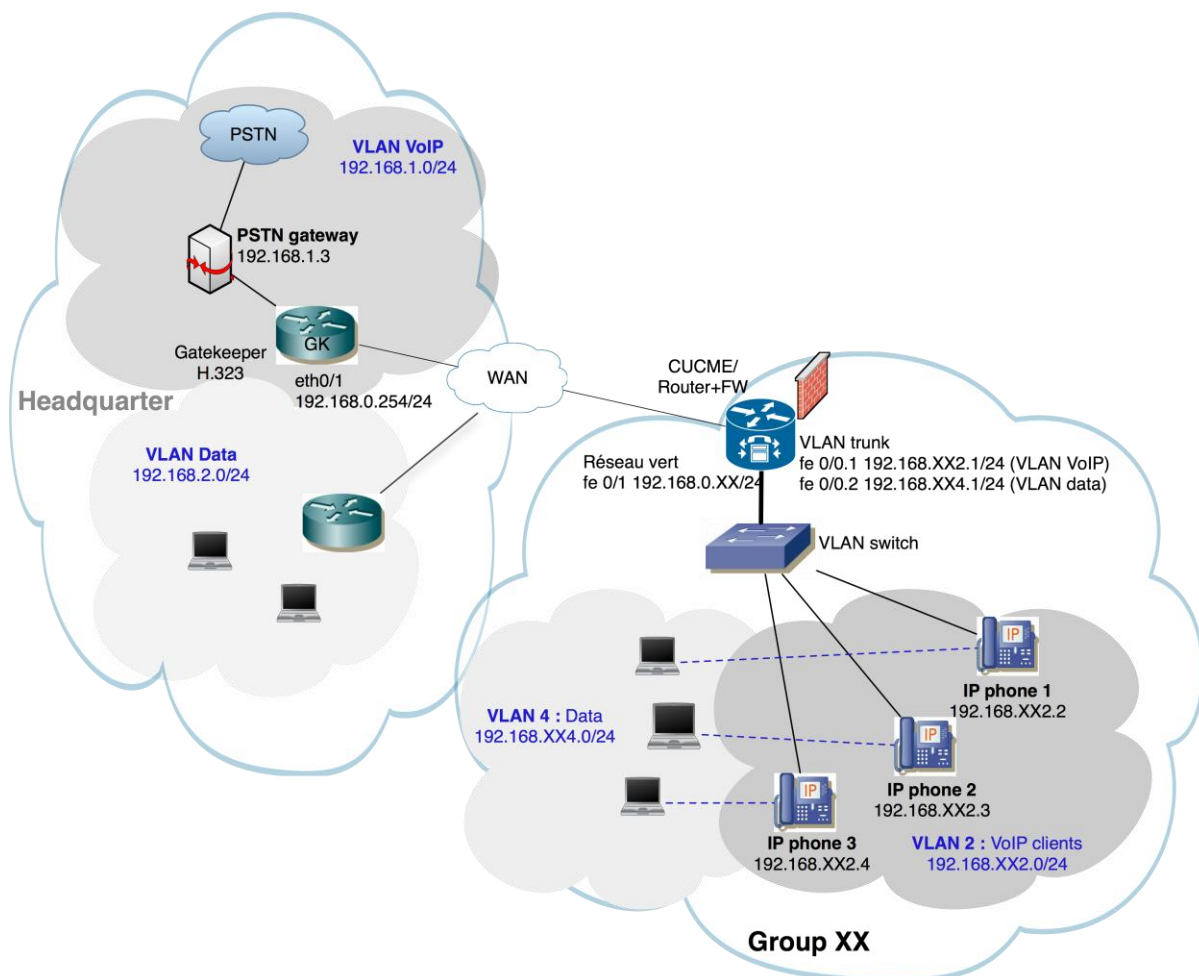 PSTN
VLAN VoIP
192.168.1.0/24
PSTN gateway
192.168.1.3
GK
Gatekeeper
H.323
eth0/1
192.168.0.254/24
Headquarter
VLAN Data
192.168.2.0/24
WAN
CUCME/
Router+FW
Réseau vert
fe 0/1 192.168.0.XX/24
VLAN trunk
fe 0/0.1 192.168.XX2.1/24 (VLAN VoIP)
fe 0/0.2 192.168.XX4.1/24 (VLAN data)
VLAN switch
IP
IP phone 1
192.168.XX2.2
VLAN 4 : Data
192.168.XX4.0/24
IP
IP phone 2
192.168.XX2.3
IP
IP phone 3
192.168.XX2.4
VLAN 2 : VoIP clients
192.168.XX2.0/24
Group XX